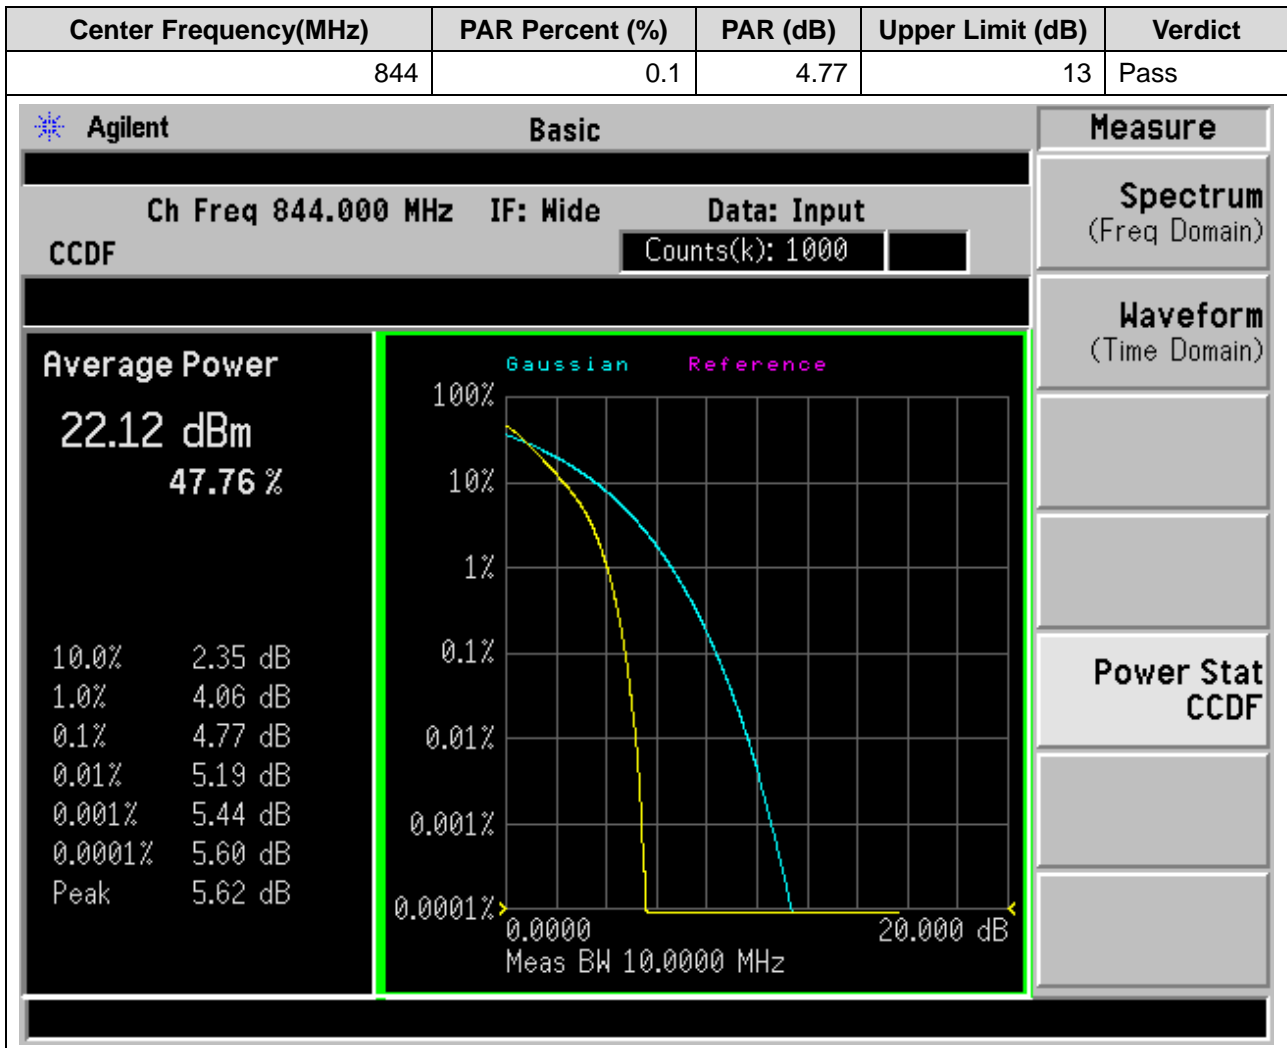 Center Frequency(MHz) PAR Percent (%) PAR (dB) Upper Limit (dB) Verdict
844 0.1 4.77 13 Pass
Agilent Basic Measure
Ch Freq 844.000 MHz IF: Wide Data: Input
CCDF Counts(k): 1000
Average Power
22.12 dBm
47.76 %
10.0% 2.35 dB
1.0% 4.06 dB
0.1% 4.77 dB
0.01% 5.19 dB
0.001% 5.44 dB
0.0001% 5.60 dB
Peak 5.62 dB
Gaussian Reference
100%
10%
1%
0.1%
0.01%
0.001%
0.0001%
0.0000 20.000 dB
Meas BW 10.0000 MHz
Spectrum
(Freq Domain)
Waveform
(Time Domain)
Power Stat
CCDF